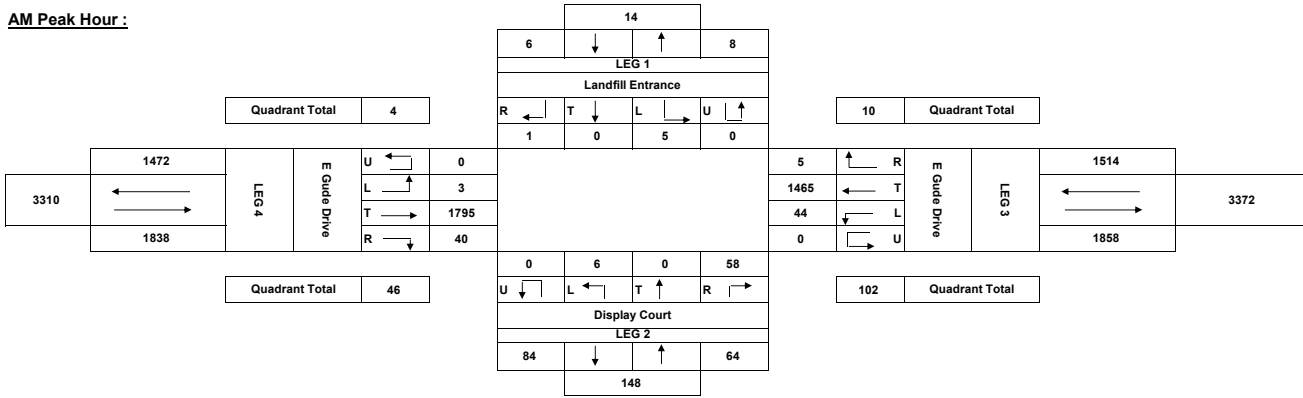 AM Peak Hour :
14
6 8
LEG 1
Landfill Entrance
Quadrant Total 4
R T L U
10 Quadrant Total
1 0 5 0
1472
U 0
5 R
1514
3310
LEG 4
E Gude Drive
L 3
1465 T
E Gude Drive
LEG 3
3372
T 1795
44 L
1838
R 40
0 U
1858
0 6 0 58
Quadrant Total 46
U L T R
102 Quadrant Total
Display Court
LEG 2
84 64
148